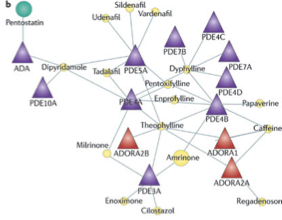 b
Sildenafil
Udenafil
Vardenafil
Pentostatin
PDE4C
PDE7B
ADA
Dipyridamole
PDE5A
PDE7A
Tadalafil
Dyphylline
Pentoxifylline
PDE4D
PDE10A
PDE4A
Enprofylline
PDE4B
Papaverine
Theophylline
Caffeine
Milrinone
ADORA2B
ADORA1
Amrinone
PDE3A
ADORA2A
Enoximone
Regadenoson
Cilostazol